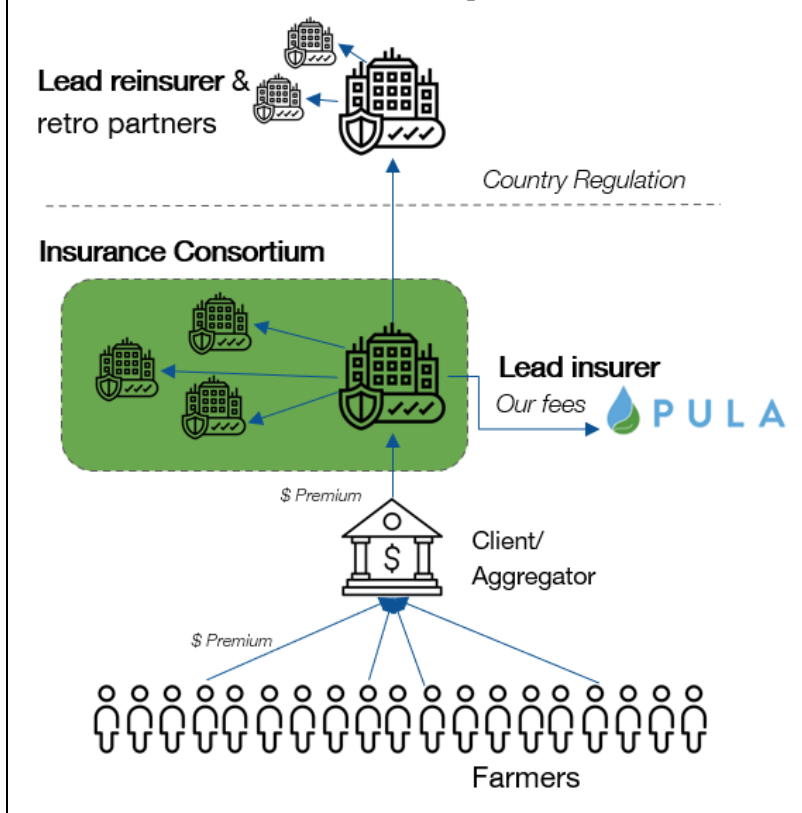 Lead reinsurer &
retro partners
Country Regulation
Insurance Consortium
Lead insurer
Our fees
PULA
$ Premium
$
Client/
Aggregator
$ Premium
Farmers